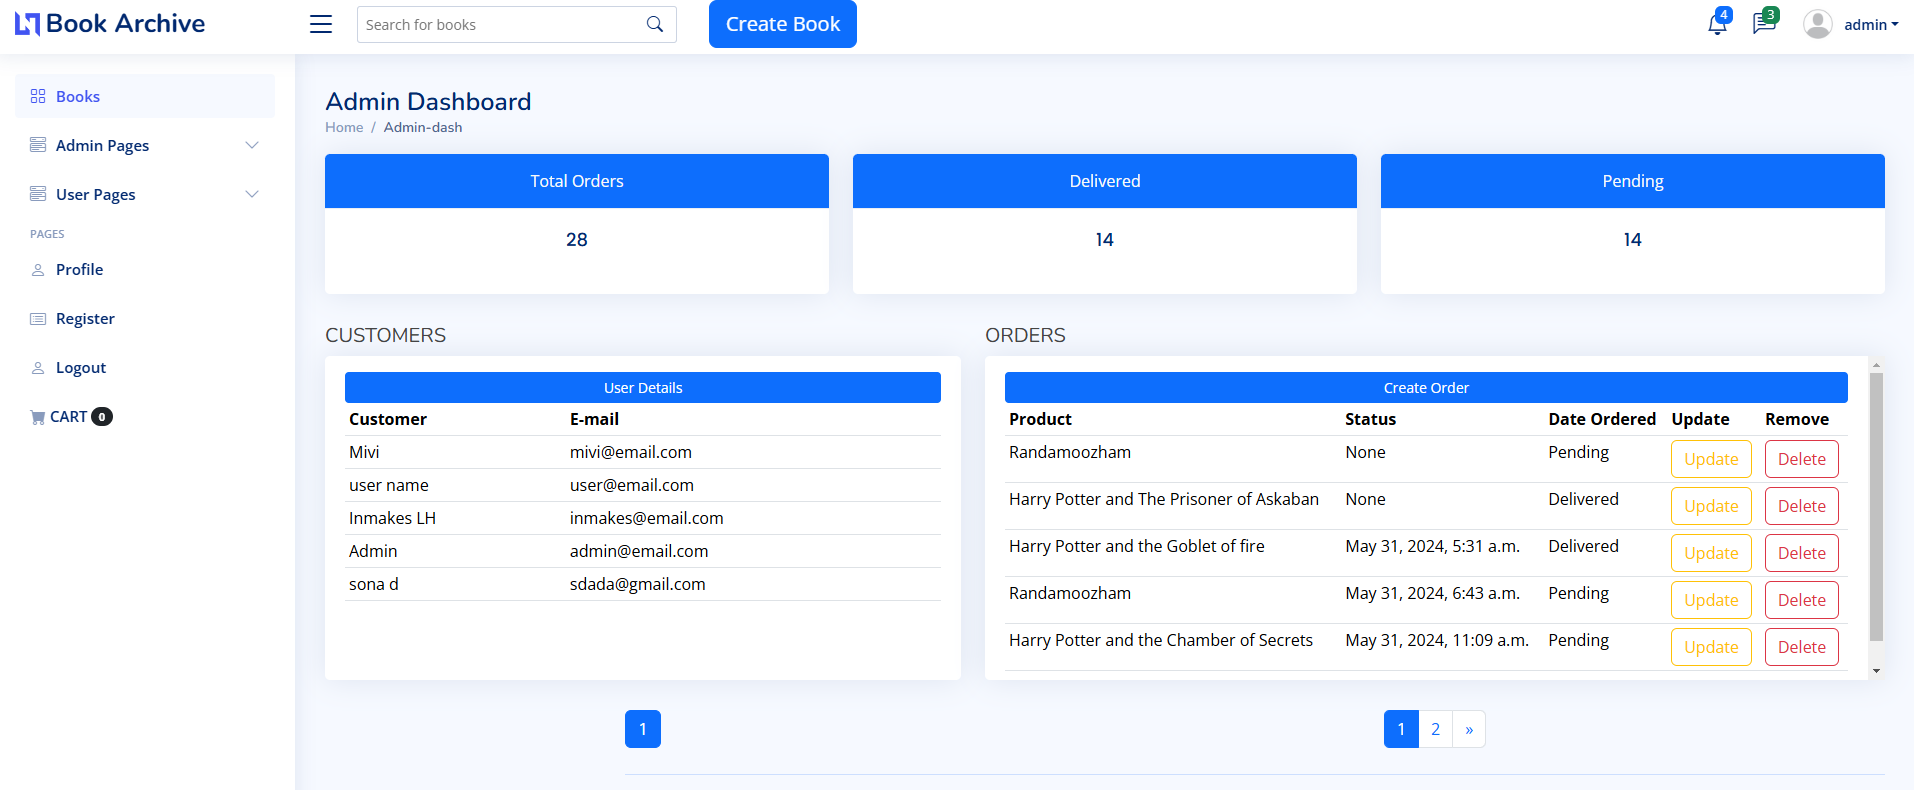 Book Archive
Search for books
Create Book
4
3
admin
Books
Admin Pages
User Pages
PAGES
Profile
Register
Logout
CART 0
Admin Dashboard
Home / Admin-dash
Total Orders
28
Delivered
14
Pending
14
CUSTOMERS
User Details
Customer E-mail
Mivi mivi@email.com
user name user@email.com
Inmakes LH inmakes@email.com
Admin admin@email.com
sona d sdada@gmail.com
1
ORDERS
Create Order
Product Status Date Ordered Update Remove
Randamoozham None Pending Update Delete
Harry Potter and The Prisoner of Askaban None Delivered Update Delete
Harry Potter and the Goblet of fire May 31, 2024, 5:31 a.m. Delivered Update Delete
Randamoozham May 31, 2024, 6:43 a.m. Pending Update Delete
Harry Potter and the Chamber of Secrets May 31, 2024, 11:09 a.m. Pending Update Delete
1 2 »